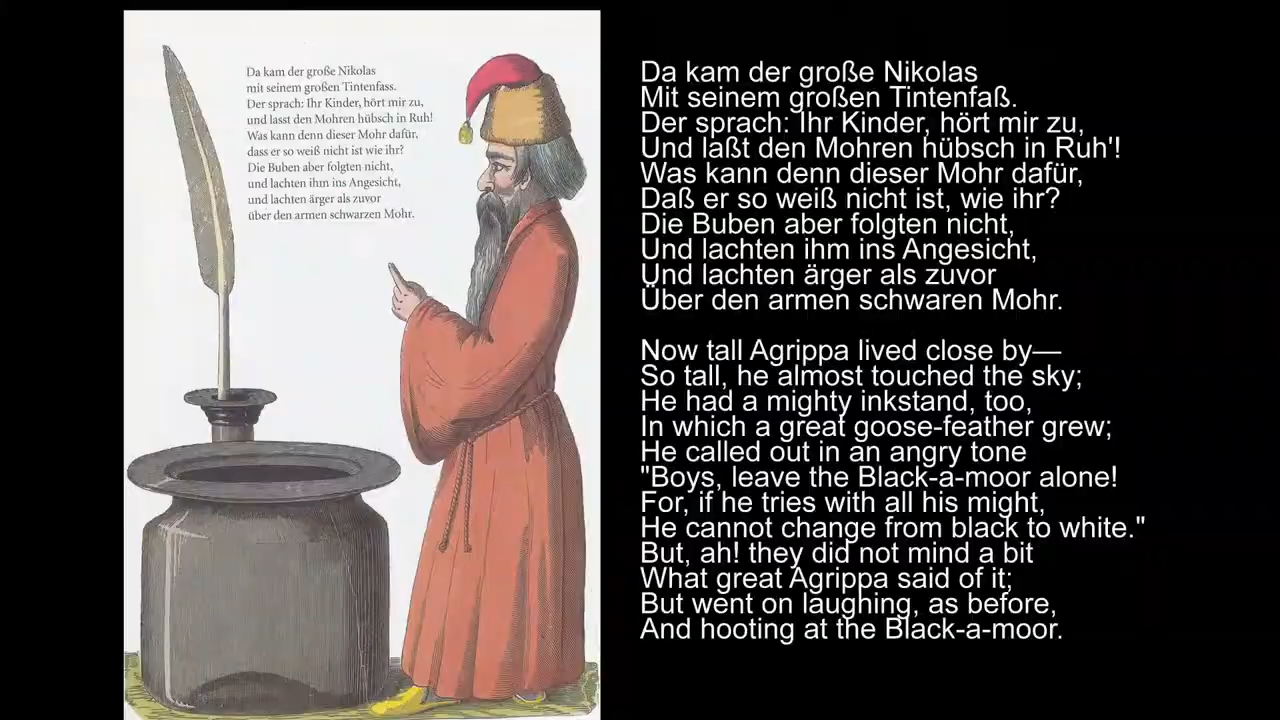 Da kam der große Nikolas
mit seinem großen Tintenfass.
Der sprach: Ihr Kinder, hört mir zu,
und lasst den Mohren hübsch in Ruh!
Was kann denn dieser Mohr dafür,
dass er so weiß nicht ist wie ihr?
Die Buben aber folgten nicht,
und lachten ihm ins Angesicht,
und lachten ärger als zuvor
über den armen schwarzen Mohr.
Da kam der große Nikolas
Mit seinem großen Tintenfaß.
Der sprach: Ihr Kinder, hört mir zu,
Und laßt den Mohren hübsch in Ruh'!
Was kann denn dieser Mohr dafür,
Daß er so weiß nicht ist, wie ihr?
Die Buben aber folgten nicht,
Und lachten ihm ins Angesicht,
Und lachten ärger als zuvor
Über den armen schwaren Mohr.
Now tall Agrippa lived close by—
So tall, he almost touched the sky;
He had a mighty inkstand, too,
In which a great goose-feather grew;
He called out in an angry tone
"Boys, leave the Black-a-moor alone!
For, if he tries with all his might,
He cannot change from black to white."
But, ah! they did not mind a bit
What great Agrippa said of it;
But went on laughing, as before,
And hooting at the Black-a-moor.